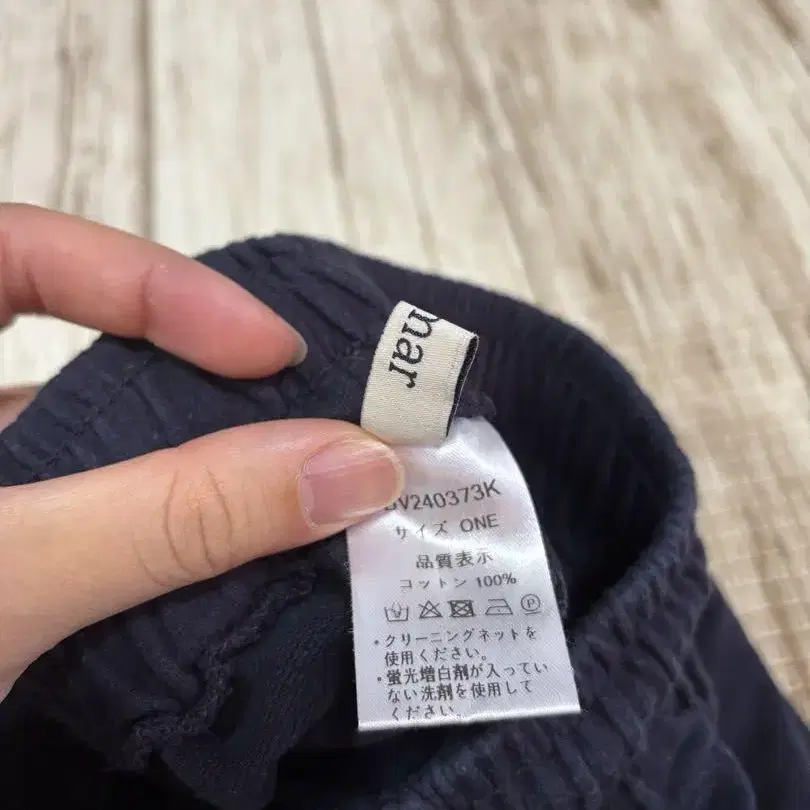 nar
V240373K
サイズ ONE
品質表示
コットン 100%
P
・クリーニングネットを
使用ください。
・蛍光増白剤が入ってい
ない洗剤を使用して
ください。